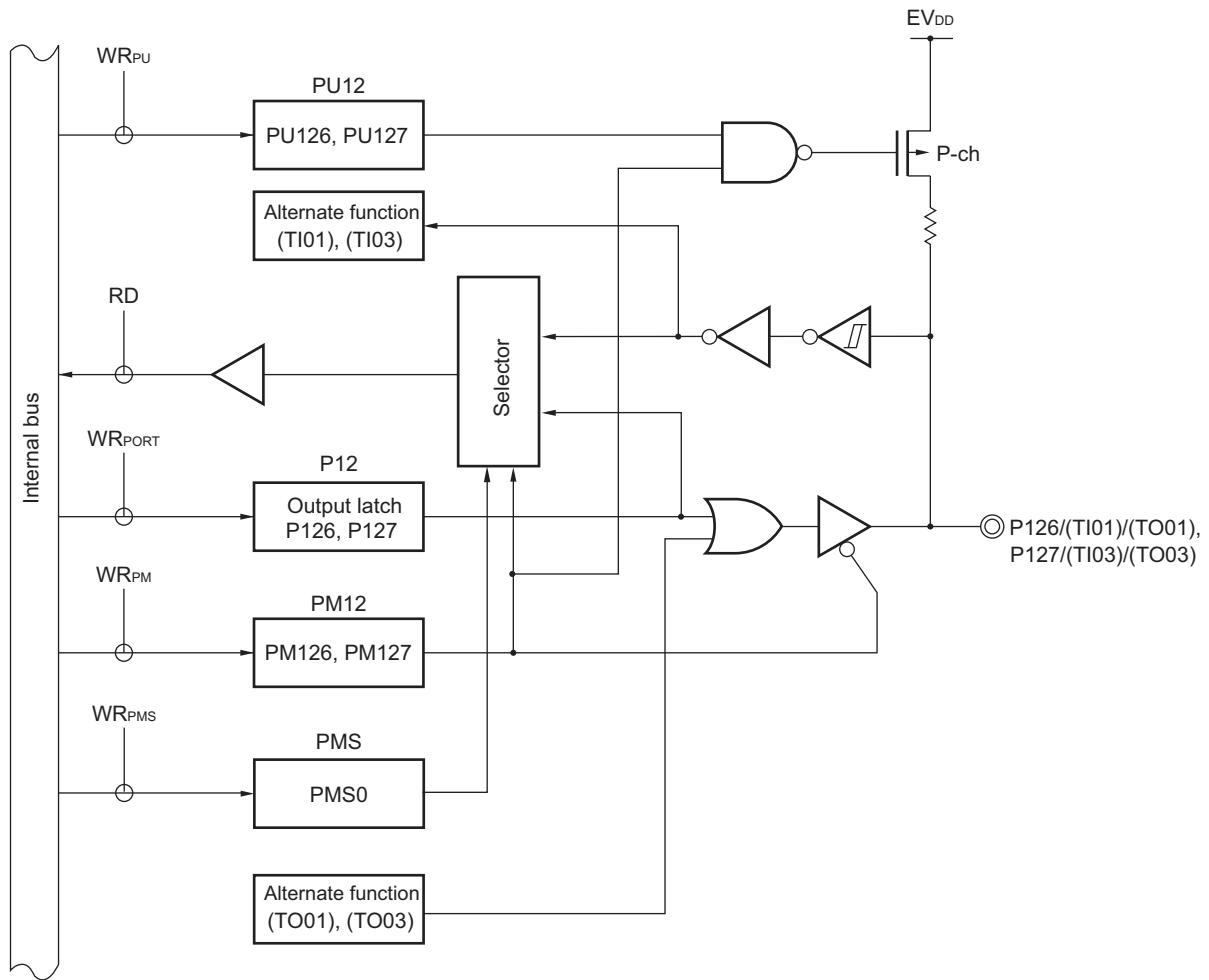 EVDD
WRPU
PU12
PU126, PU127
P-ch
Alternate function
(TI01), (TI03)
RD
Selector
Internal bus
WRPORT
P12
Output latch
P126, P127
P126/(TI01)/(TO01),
P127/(TI03)/(TO03)
WRPM
PM12
PM126, PM127
WRPMS
PMS
PMS0
Alternate function
(TO01), (TO03)